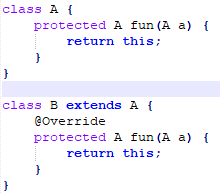 class A {
    protected A fun(A a) {
        return this;
    }
}
class B extends A {
    @Override
    protected A fun(A a) {
        return this;
    }
}